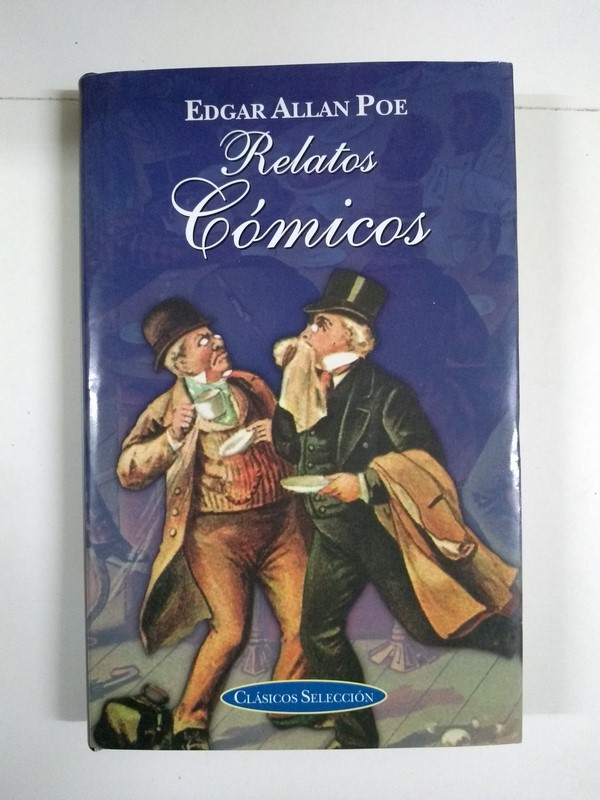 EDGAR ALLAN POE
Relatos
Cómicos
CLÁSICOS SELECCIÓN